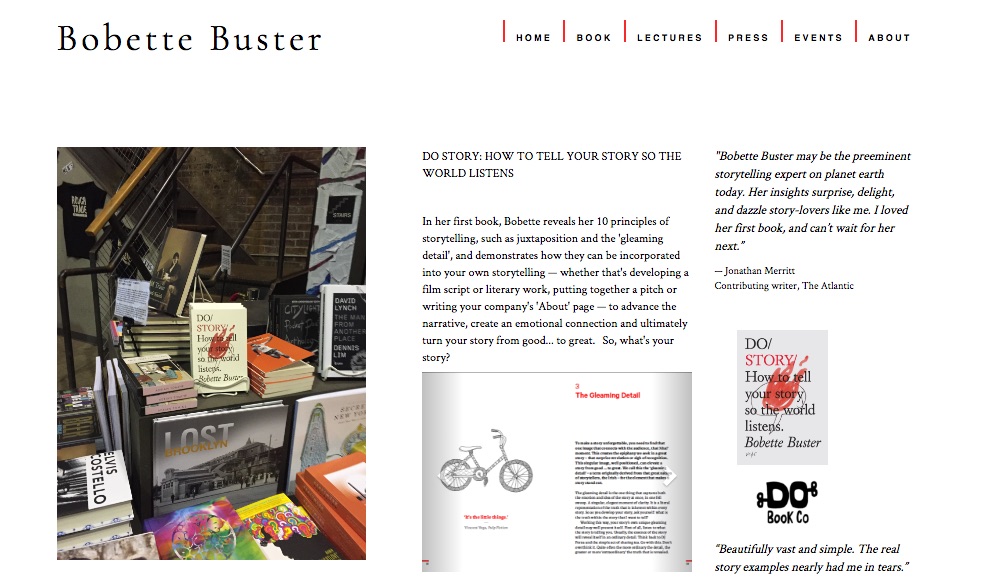 Bobette Buster
HOME
BOOK
LECTURES
PRESS
EVENTS
ABOUT
ROUGH
TRADE
STAIRS
DO/
STORY/
How to tell
your story
so the world
listens.
Bobette Buster
CITY LIGHTS
DAVID
LYNCH
THE MAN
FROM
ANOTHER
PLACE
DENNIS
LIM
LOST
BROOKLYN
ELVIS
COSTELLO
DO STORY: HOW TO TELL YOUR STORY SO THE
WORLD LISTENS
In her first book, Bobette reveals her 10 principles of
storytelling, such as juxtaposition and the 'gleaming
detail', and demonstrates how they can be incorporated
into your own storytelling — whether that's developing a
film script or literary work, putting together a pitch or
writing your company's 'About' page — to advance the
narrative, create an emotional connection and ultimately
turn your story from good... to great.  So, what's your
story?
3
The Gleaming Detail
'It's the little things.'
"Bobette Buster may be the preeminent
storytelling expert on planet earth
today. Her insights surprise, delight,
and dazzle story-lovers like me. I loved
her first book, and can't wait for her
next."
— Jonathan Merritt
Contributing writer, The Atlantic
DO/
STORY/
How to tell
your story
so the world
listens.
Bobette Buster
DO
BOOK CO
"Beautifully vast and simple. The real
story examples nearly had me in tears."